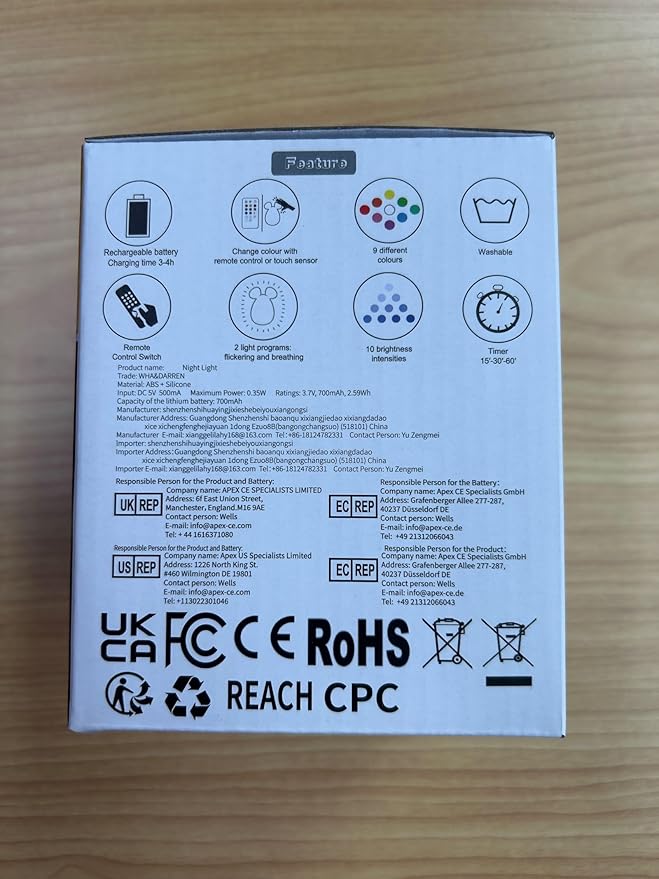 Feature
Rechargeable battery
Charging time 3-4h
Change colour with
remote control or touch sensor
9 different
colours
Washable
Remote
Control Switch
2 light programs:
flickering and breathing
10 brightness
intensities
Timer
15'-30'-60'
Product name: Night Light
Trade: WHA&DARREN
Material: ABS + Silicone
Input: DC 5V 500mA Maximum Power: 0.35W Ratings: 3.7V, 700mAh, 2.59Wh
Capacity of the lithium battery: 700mAh
Manufacturer: shenzhenshihuayingjixieshebeiyouxiangongsi
Manufacturer Address: Guangdong Shenzhenshi baoanqu xixiangjiedao xixiangdadao
xice xichengfenghejiayuan 1dong Ezuo8B(bangongchangsuo) (518101) China
Manufacturer E-mail: xianggelilahy168@163.com Tel:+86-18124782331 Contact Person: Yu Zengmei
Importer: shenzhenshihuayingjixieshebeiyouxiangongsi
Importer Address:Guangdong Shenzhenshi baoanqu xixiangjiedao xixiangdadao
xice xichengfenghejiayuan 1dong Ezuo8B(bangongchangsuo) (518101) China
Importer E-mail: xianggelilahy168@163.com Tel:+86-18124782331 Contact Person: Yu Zengmei
Responsible Person for the Product and Battery:
UK REP
Company name: APEX CE SPECIALISTS LIMITED
Address: 6f East Union Street,
Manchester, England.M16 9AE
Contact person: Wells
E-mail: info@apex-ce.com
Tel: + 44 1616371080
Responsible Person for the Battery:
EC REP
Company name: Apex CE Specialists GmbH
Address: Grafenberger Allee 277-287,
40237 Düsseldorf DE
Contact person: Wells
E-mail: info@apex-ce.de
Tel: +49 21312066043
Responsible Person for the Product and Battery:
US REP
Company name: Apex US Specialists Limited
Address: 1226 North King St.
#460 Wilmington DE 19801
Contact person: Wells
E-mail: info@apex-ce.com
Tel: +113022301046
Responsible Person for the Product:
EC REP
Company name: Apex CE Specialists GmbH
Address: Grafenberger Allee 277-287,
40237 Düsseldorf DE
Contact person: Wells
E-mail: info@apex-ce.de
Tel: +49 21312066043
UK
CA FC CE RoHS
REACH CPC